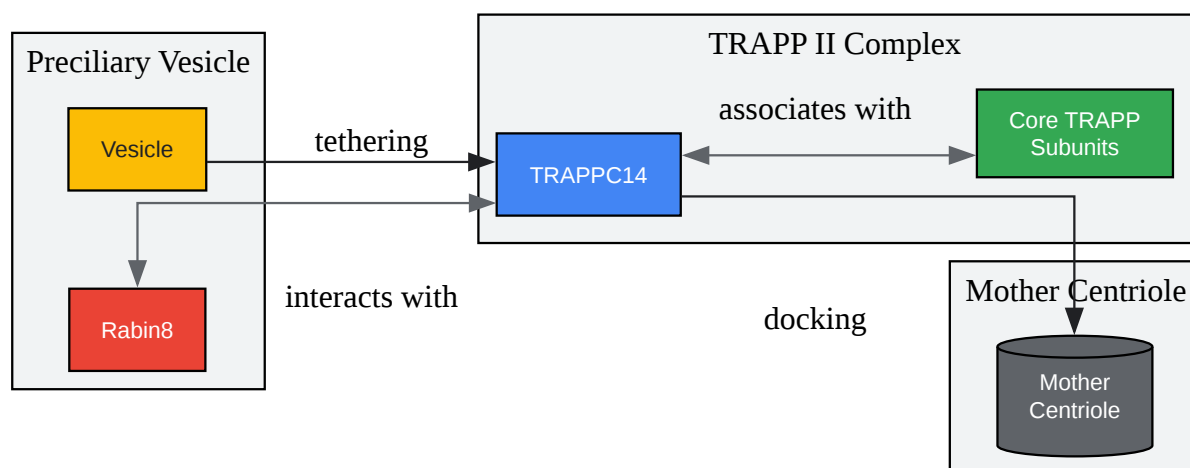 Preciliary Vesicle
Vesicle
Rabin8
tethering
interacts with
TRAPP II Complex
associates with
TRAPPC14
Core TRAPP
Subunits
docking
Mother Centriole
Mother
Centriole